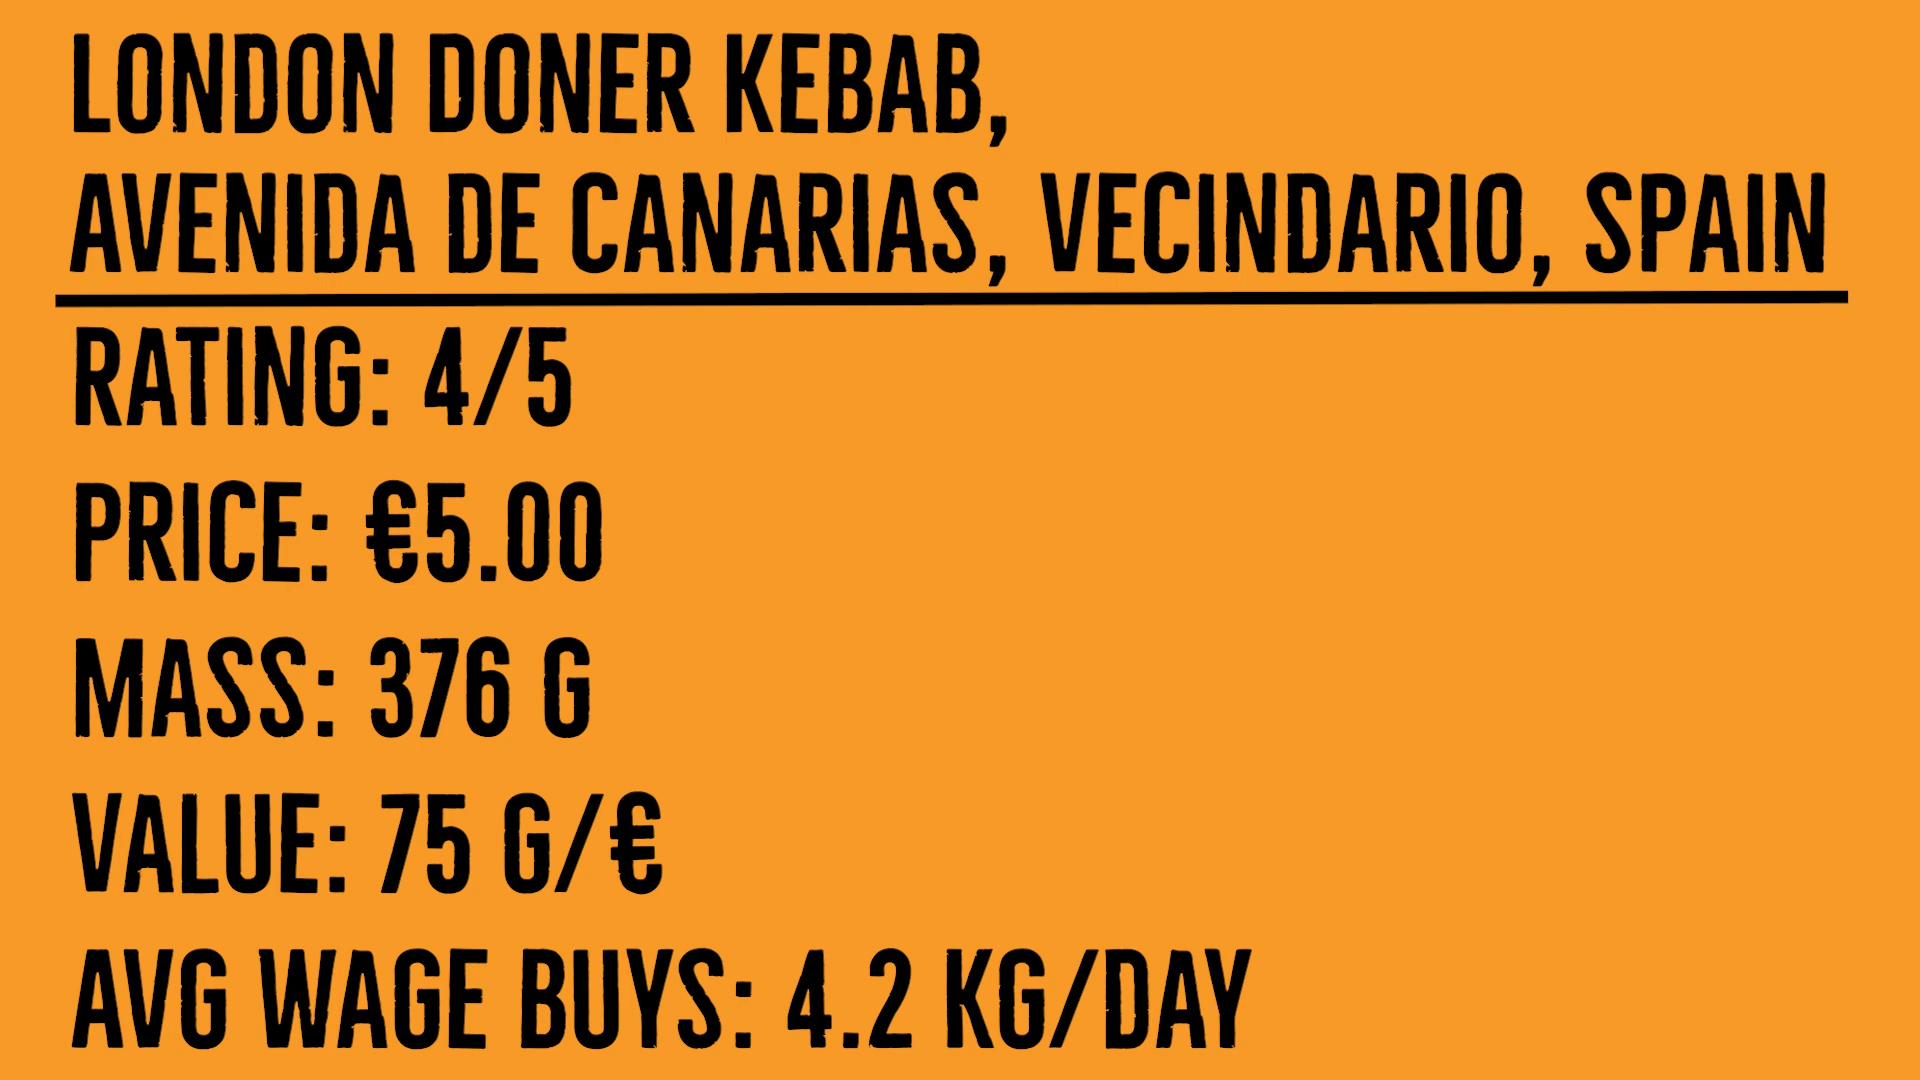 LONDON DONER KEBAB,
AVENIDA DE CANARIAS, VECINDARIO, SPAIN
RATING: 4/5
PRICE: €5.00
MASS: 376 G
VALUE: 75 G/€
AVG WAGE BUYS: 4.2 KG/DAY